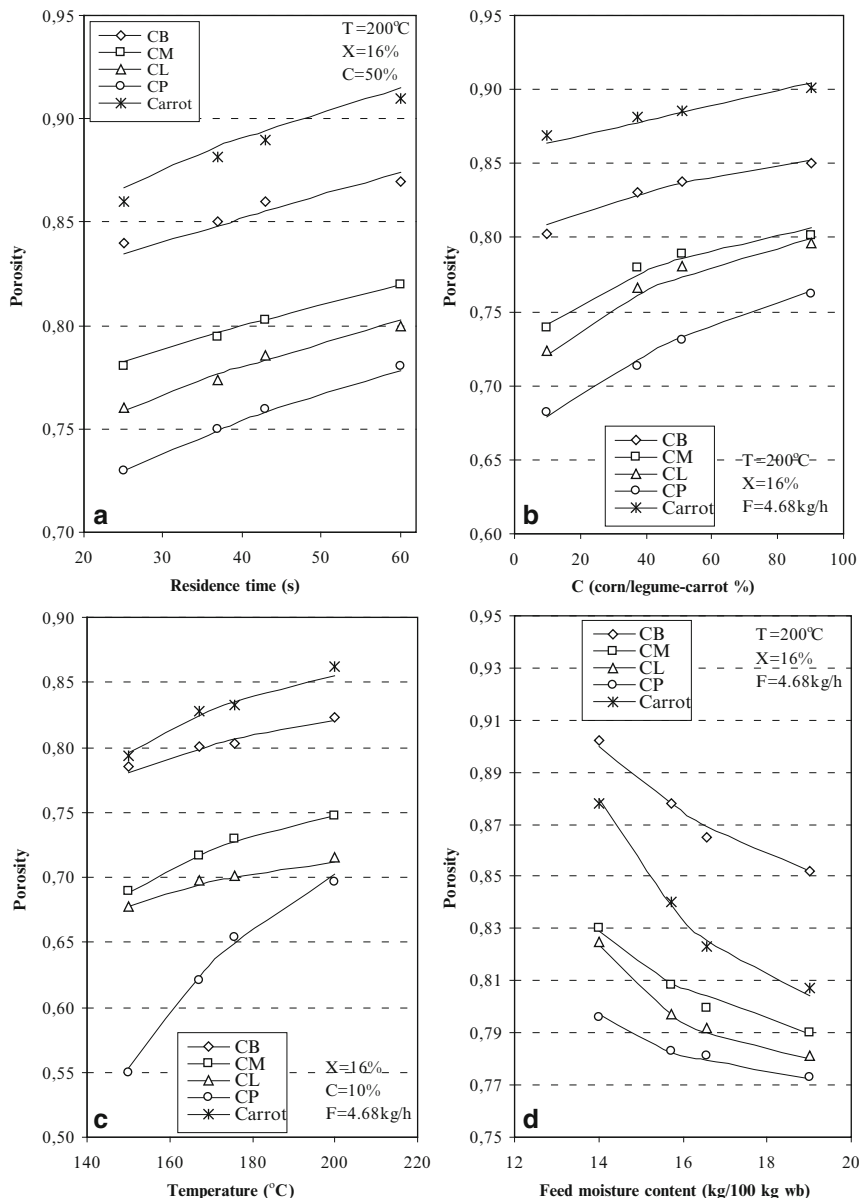 0,95
0,90
0,85
0,80
0,75
0,70
Porosity
CB
CM
CL
CP
Carrot
T=200°C
X=16%
C=50%
a
20 30 40 50 60
Residence time (s)
0,95
0,90
0,85
0,80
0,75
0,70
0,65
0,60
Porosity
CB
CM
CL
CP
Carrot
T=200°C
X=16%
F=4.68kg/h
b
0 20 40 60 80 100
C (corn/legume-carrot %)
0,90
0,85
0,80
0,75
0,70
0,65
0,60
0,55
0,50
Porosity
CB
CM
CL
CP
Carrot
X=16%
C=10%
F=4.68kg/h
c
140 160 180 200 220
Temperature (°C)
0,95
0,93
0,91
0,89
0,87
0,85
0,83
0,81
0,79
0,77
0,75
Porosity
CB
CM
CL
CP
Carrot
T=200°C
X=16%
F=4.68kg/h
d
12 14 16 18 20
Feed moisture content (kg/100 kg wb)